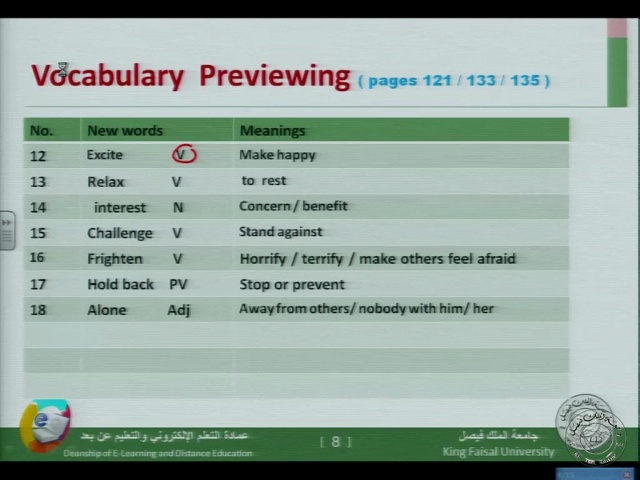 Vocabulary Previewing ( pages 121 / 133 / 135 )
No. New words Meanings
12 Excite V Make happy
13 Relax V to rest
14 interest N Concern / benefit
15 Challenge V Stand against
16 Frighten V Horrify / terrify / make others feel afraid
17 Hold back PV Stop or prevent
18 Alone Adj Away from others/ nobody with him/ her
عمادة التعلم الإلكتروني والتعليم عن بعد
Deanship of E-Learning and Distance Education
[ 8 ]
جامعة الملك فيصل
King Faisal University